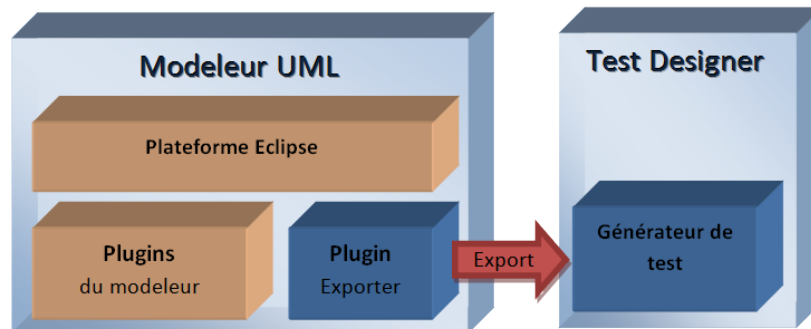 Modeleur UML
Test Designer
Plateforme Eclipse
Plugins
du modeleur
Plugin
Exporter
Export
Générateur de
test